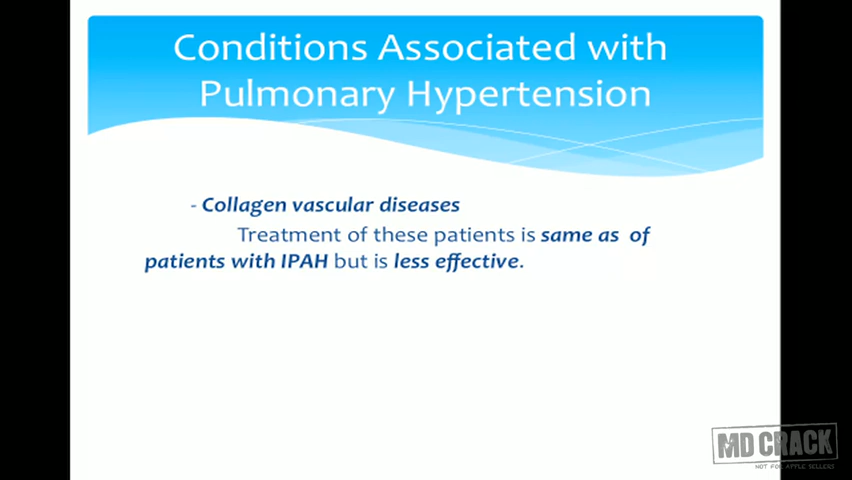 Conditions Associated with
Pulmonary Hypertension
- Collagen vascular diseases
Treatment of these patients is same as of
patients with IPAH but is less effective.
MD CRACK
NOT FOR APPLE SELLERS